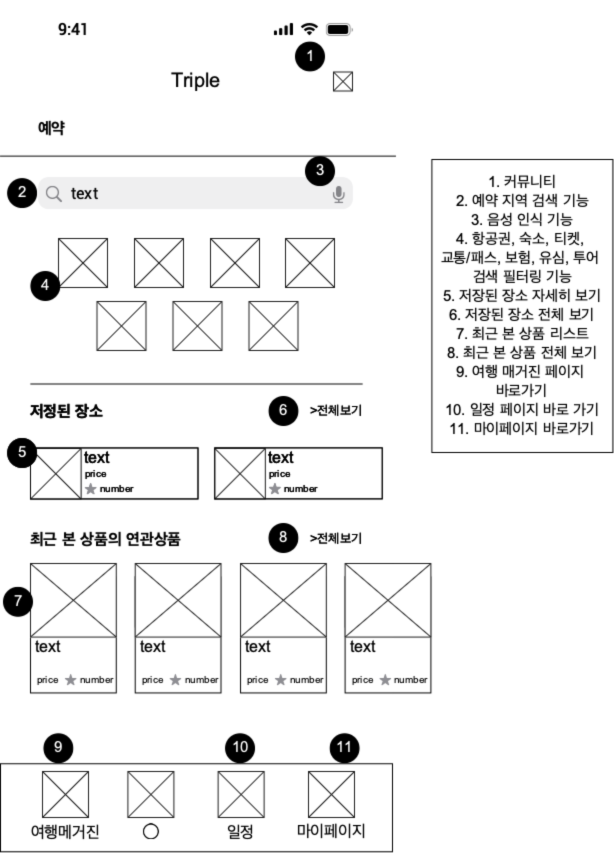 9:41
1
Triple
예약
3
2
text
4
저정된 장소
6
>전체보기
5
text
price
number
text
price
number
최근 본 상품의 연관상품
8
>전체보기
7
text
price number
text
price number
text
price number
text
price number
9
10
11
여행메거진
일정
마이페이지
1. 커뮤니티
2. 예약 지역 검색 기능
3. 음성 인식 기능
4. 항공권, 숙소, 티켓,
교통/패스, 보험, 유심, 투어
검색 필터링 기능
5. 저장된 장소 자세히 보기
6. 저장된 장소 전체 보기
7. 최근 본 상품 리스트
8. 최근 본 상품 전체 보기
9. 여행 매거진 페이지
바로가기
10. 일정 페이지 바로 가기
11. 마이페이지 바로가기